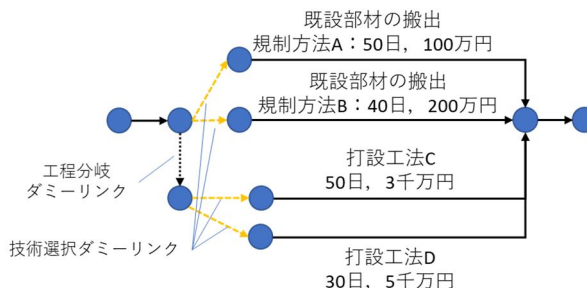 既設部材の搬出
規制方法A：50日，100万円
既設部材の搬出
規制方法B：40日，200万円
工程分岐
ダミーリンク
打設工法C
50日，3千万円
技術選択ダミーリンク
打設工法D
30日，5千万円